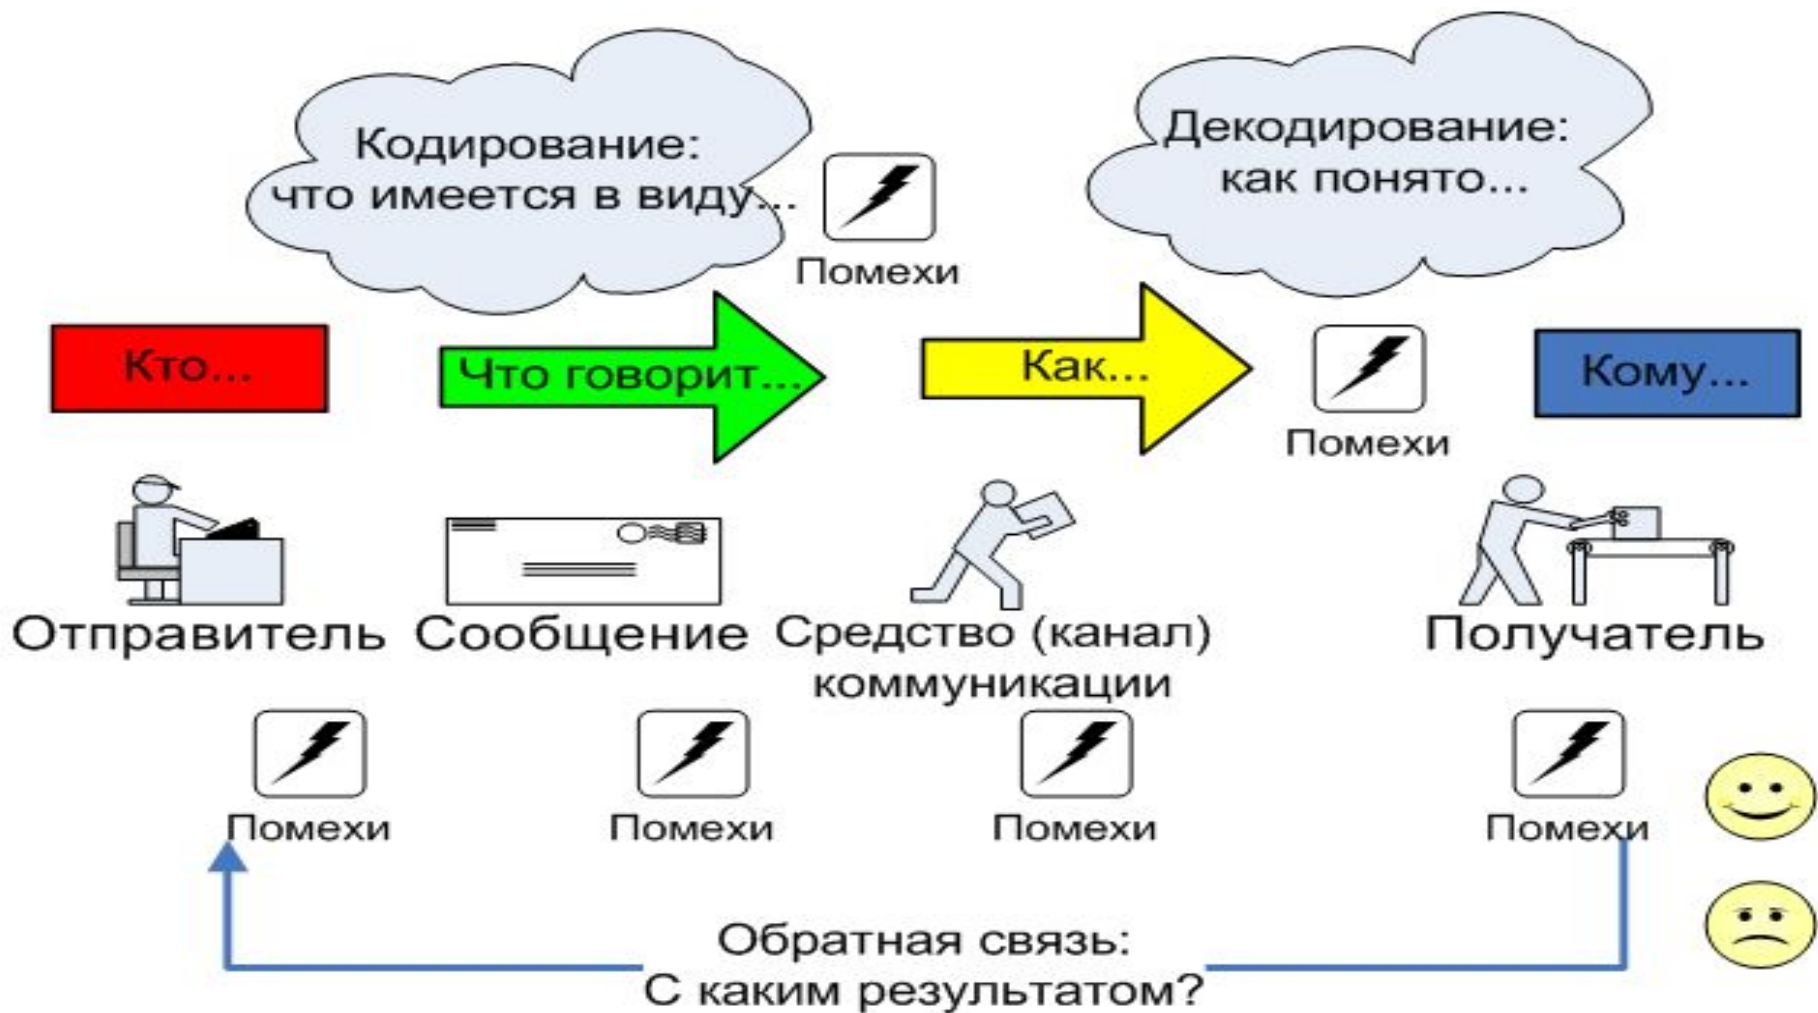 Кодирование:
что имеется в виду...
Помехи
Декодирование:
как понято...
Кто...
Что говорит...
Как...
Помехи
Кому...
Отправитель
Сообщение
Средство (канал)
коммуникации
Получатель
Помехи
Помехи
Помехи
Помехи
Обратная связь:
С каким результатом?